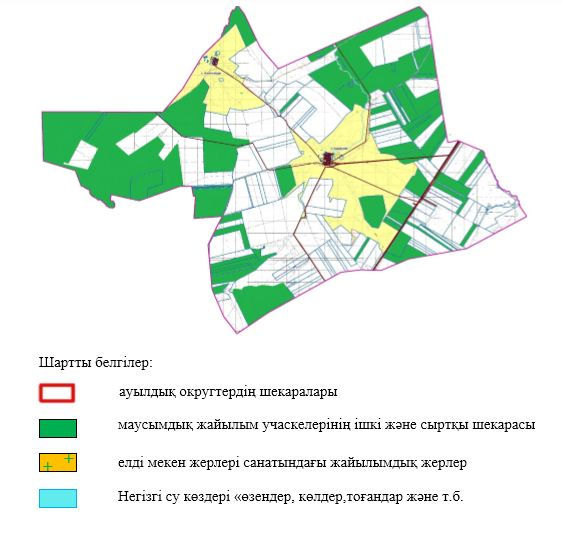 Шартты белгілер:
ауылдық округтердің шекаралары
маусымдық жайылым учаскелерінің ішкі және сыртқы шекарасы
елді мекен жерлері санатындағы жайылымдық жерлер
Негізгі су көздері «өзендер, көлдер,тоғандар және т.б.